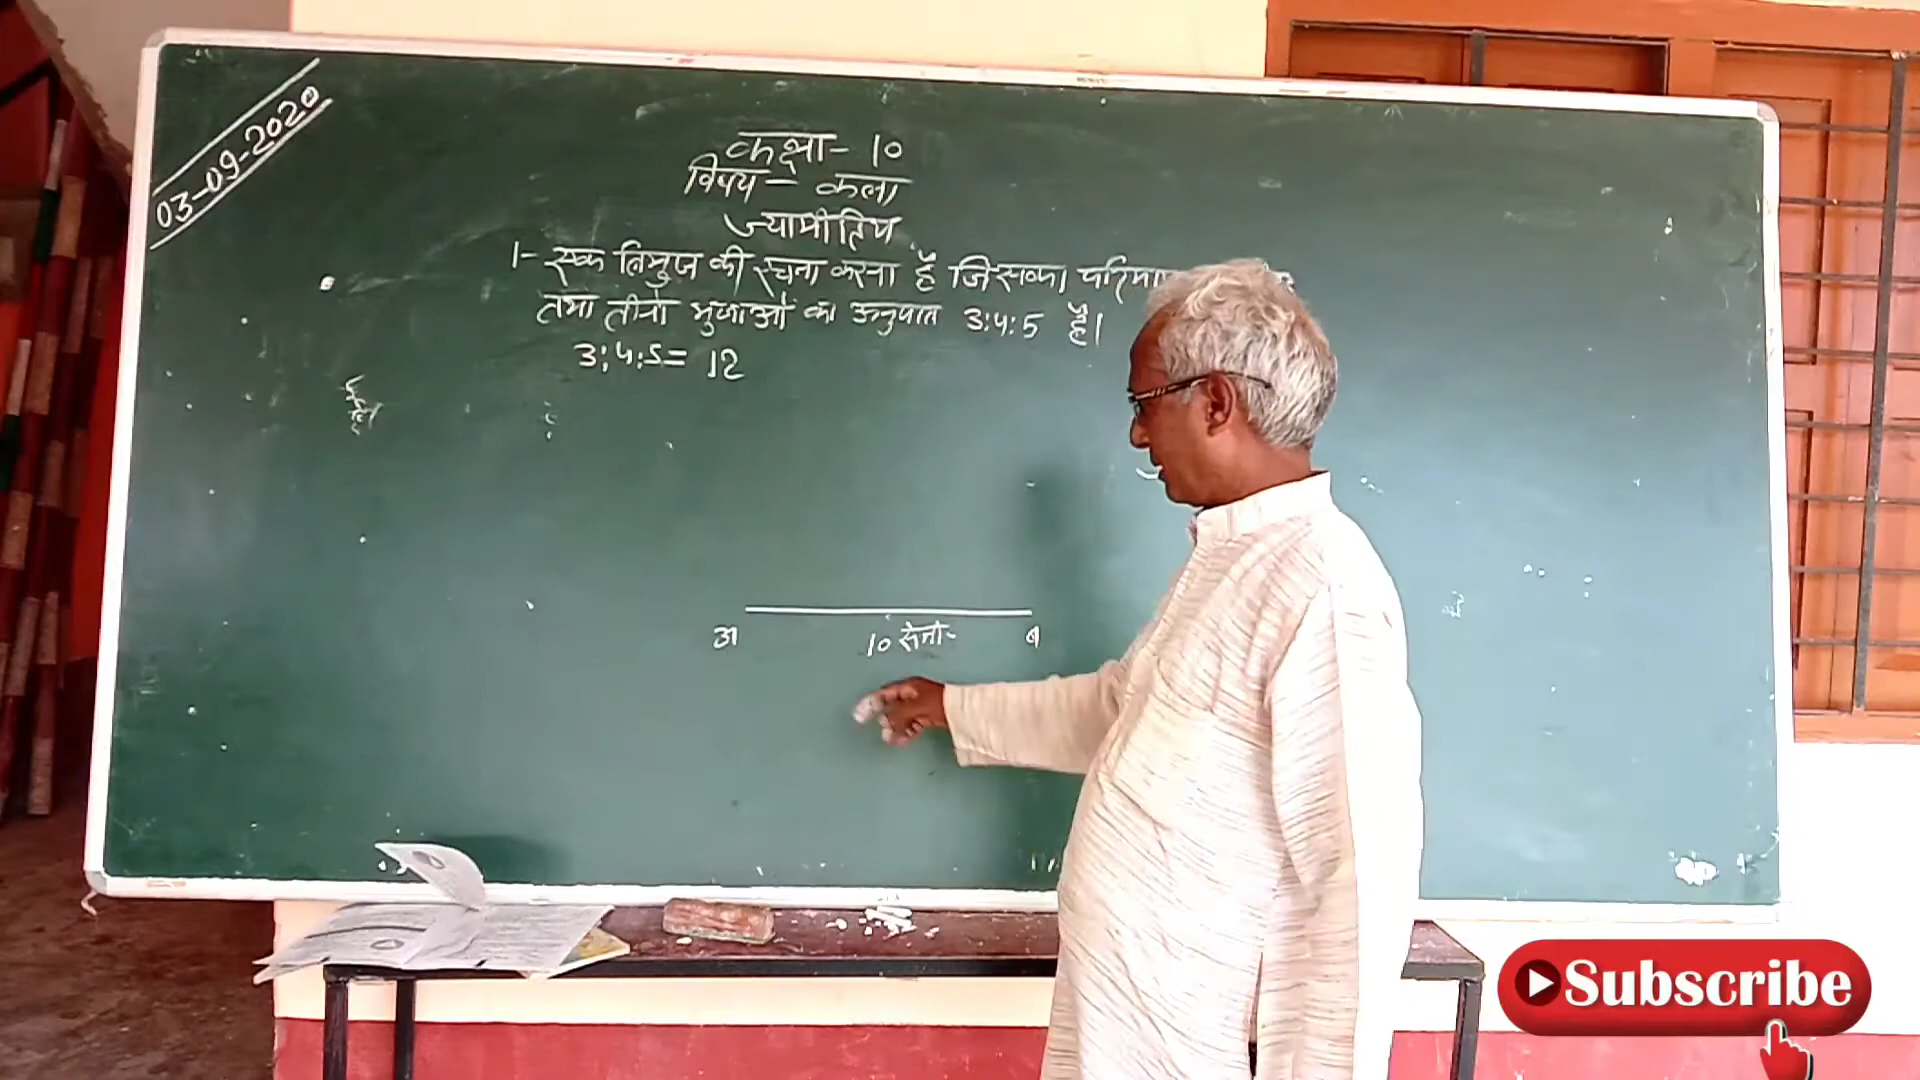 03-09-2020
कक्षा- 10
विषय- कला
ज्यामीतिय
1- एक त्रिभुज की रचना करना है जिसका परिमाप
तथा तीनो भुजाओं का अनुपात 3:4:5 है।
3:4:5= 12
है।
अ 10 सेमी- ब
Subscribe